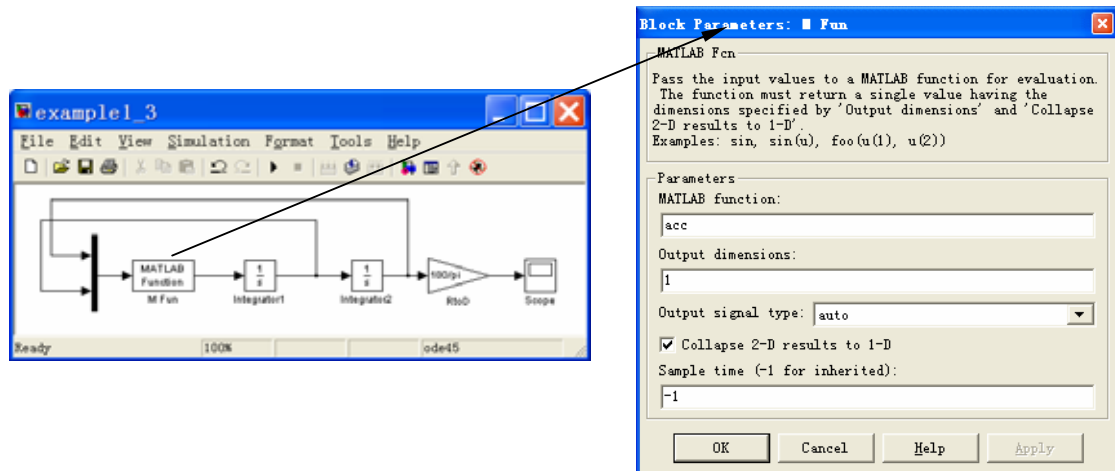 example1_3
File Edit View Simulation Format Tools Help
MATLAB
Function
M Fun
1
s
Integrator1
1
s
Integrator2
180/pi
RtoD
Scope
Ready 100% ode45
Block Parameters: M Fun
MATLAB Fcn
Pass the input values to a MATLAB function for evaluation.
The function must return a single value having the
dimensions specified by 'Output dimensions' and 'Collapse
2-D results to 1-D'.
Examples: sin, sin(u), foo(u(1), u(2))
Parameters
MATLAB function:
acc
Output dimensions:
1
Output signal type: auto
Collapse 2-D results to 1-D
Sample time (-1 for inherited):
-1
OK Cancel Help Apply